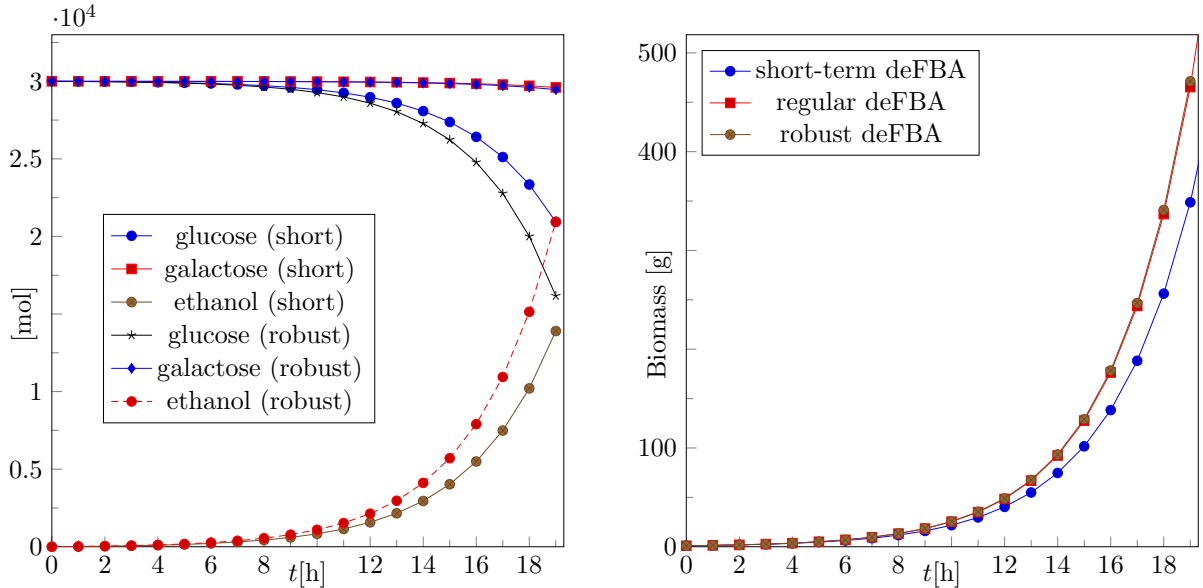 ·10^4
3
2.5
2
1
0.5
0
[mol]
glucose (short)
galactose (short)
ethanol (short)
glucose (robust)
galactose (robust)
ethanol (robust)
0 2 4 6 8 12 14 16 18
t[h]
500
400
100
0
Biomass [g]
short-term deFBA
regular deFBA
robust deFBA
0 2 4 6 8 12 14 16 18
t[h]